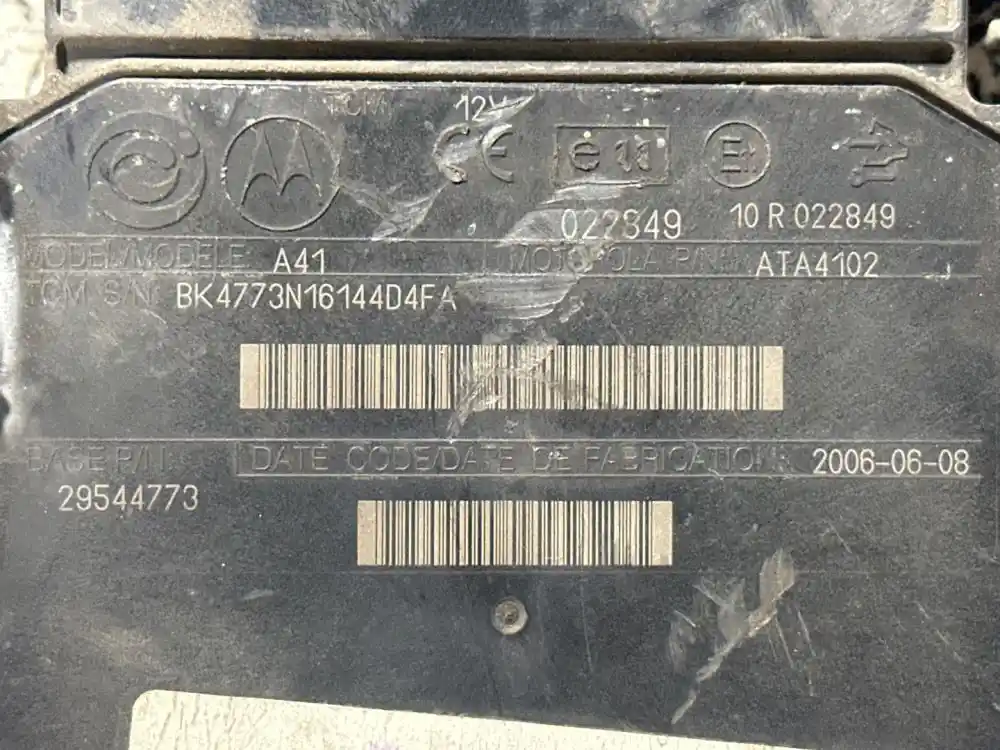 TCM 12V
CE e11 E11
022849 10 R 022849
MODEL/MODELE A41 MOTOROLA P/N ATA4102
TCM S/N BK4773N16144D4FA
BASE P/N DATE CODE/DATE DE FABRICATION 2006-06-08
29544773